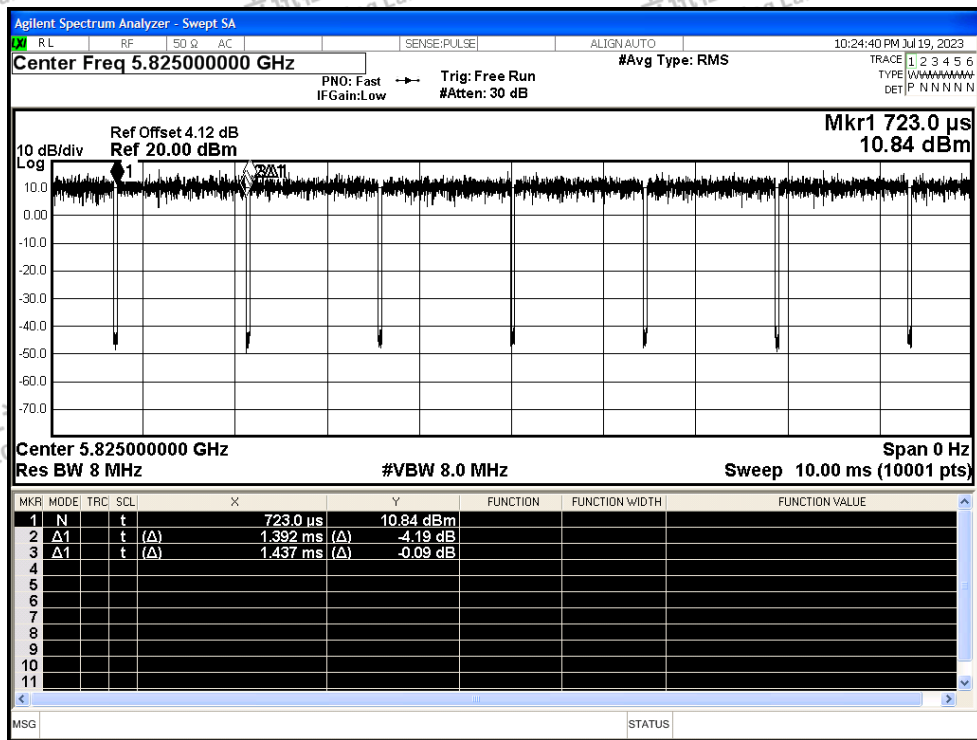 Agilent Spectrum Analyzer - Swept SA
LXI RL RF 50 Ω AC SENSE:PULSE ALIGN AUTO 10:24:40 PM Jul 19, 2023
Center Freq 5.825000000 GHz #Avg Type: RMS TRACE 1 2 3 4 5 6
PNO: Fast Trig: Free Run TYPE WWWWWW
IFGain:Low #Atten: 30 dB DET P N N N N N
Mkr1 723.0 µs
Ref Offset 4.12 dB
10 dB/div Ref 20.00 dBm 10.84 dBm
Log
1
10.0
0.00
-10.0
-20.0
-30.0
-40.0
-50.0
-60.0
-70.0
Center 5.825000000 GHz Span 0 Hz
Res BW 8 MHz #VBW 8.0 MHz Sweep 10.00 ms (10001 pts)
MKR MODE TRC SCL X Y FUNCTION FUNCTION WIDTH FUNCTION VALUE
1 N t 723.0 µs 10.84 dBm
2 Δ1 t (Δ) 1.392 ms (Δ) -4.19 dB
3 Δ1 t (Δ) 1.437 ms (Δ) -0.09 dB
4
5
6
7
8
9
10
11
MSG STATUS